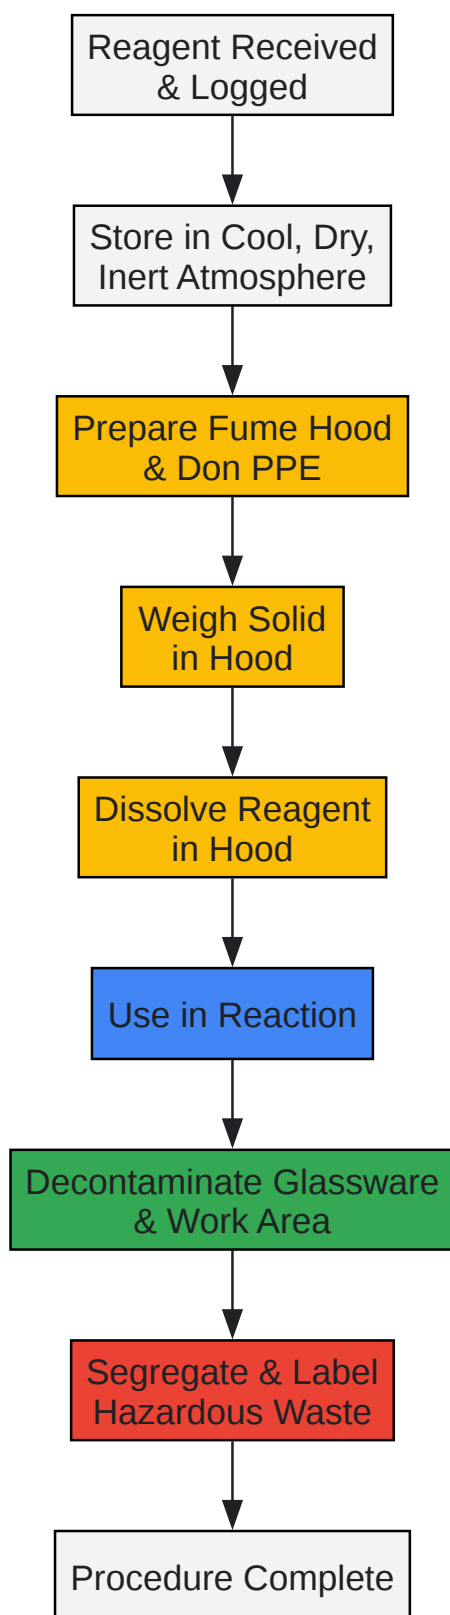 Reagent Received
& Logged
Store in Cool, Dry,
Inert Atmosphere
Prepare Fume Hood
& Don PPE
Weigh Solid
in Hood
Dissolve Reagent
in Hood
Use in Reaction
Decontaminate Glassware
& Work Area
Segregate & Label
Hazardous Waste
Procedure Complete